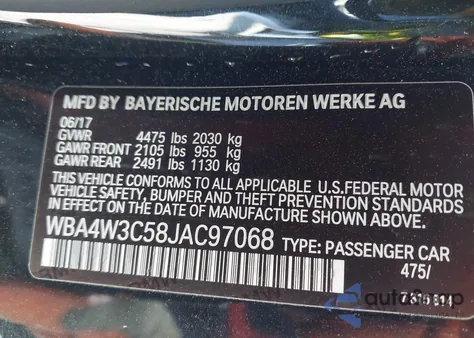 MFD BY BAYERISCHE MOTOREN WERKE AG
06/17
GVWR 4475 lbs 2030 kg
GAWR FRONT 2105 lbs 955 kg
GAWR REAR 2491 lbs 1130 kg
THIS VEHICLE CONFORMS TO ALL APPLICABLE U.S.FEDERAL MOTOR
VEHICLE SAFETY, BUMPER AND THEFT PREVENTION STANDARDS
IN EFFECT ON THE DATE OF MANUFACTURE SHOWN ABOVE.
WBA4W3C58JAC97068 TYPE: PASSENGER CAR
475/